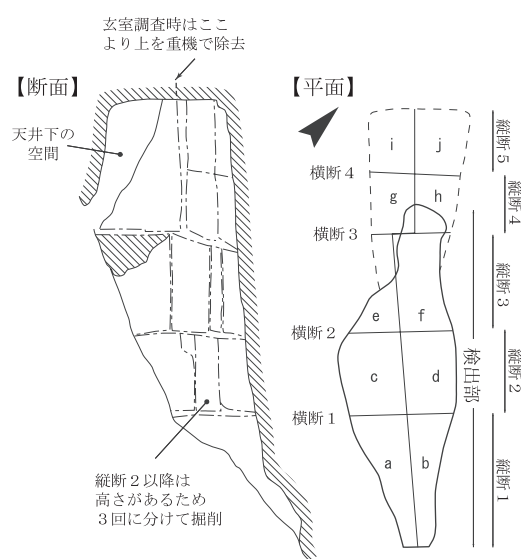 玄室調査時はここ
より上を重機で除去
【断面】
天井下の
空間
縦断２以降は
高さがあるため
３回に分けて掘削
【平面】
i
j
横断４
g
h
横断３
e
f
横断２
c
d
横断１
a
b
縦断５
縦断４
縦断３
縦断２
検出部
縦断１